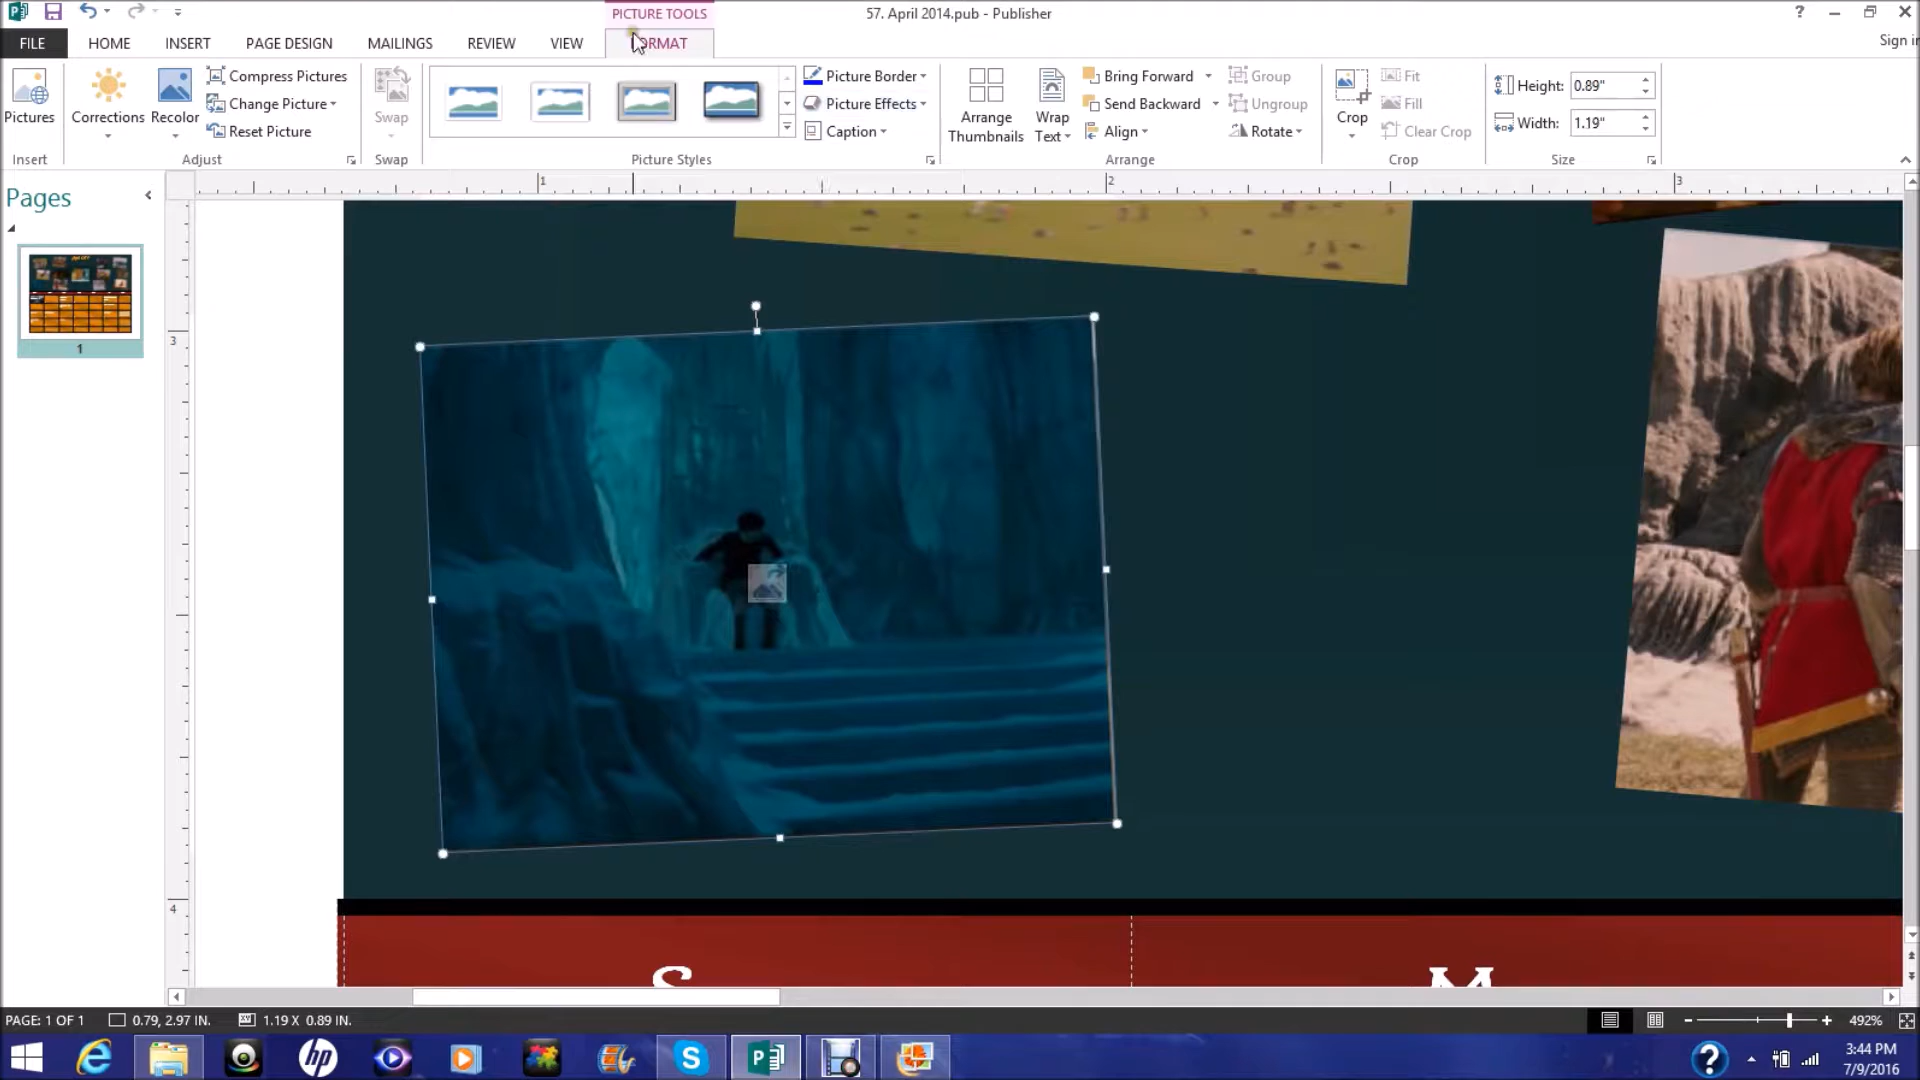 PICTURE TOOLS
57. April 2014.pub - Publisher
?
Sign in
FILE
HOME
INSERT
PAGE DESIGN
MAILINGS
REVIEW
VIEW
FORMAT
Pictures
Corrections
Recolor
Compress Pictures
Change Picture
Reset Picture
Swap
Picture Border
Picture Effects
Caption
Arrange
Thumbnails
Wrap
Text
Bring Forward
Send Backward
Align
Group
Ungroup
Rotate
Crop
Fit
Fill
Clear Crop
Height: 0.89"
Width: 1.19"
Insert
Adjust
Swap
Picture Styles
Arrange
Crop
Size
Pages
1
2
3
3
4
1
S
M
PAGE: 1 OF 1
0.79, 2.97 IN.
1.19 X 0.89 IN.
492%
3:44 PM
7/9/2016